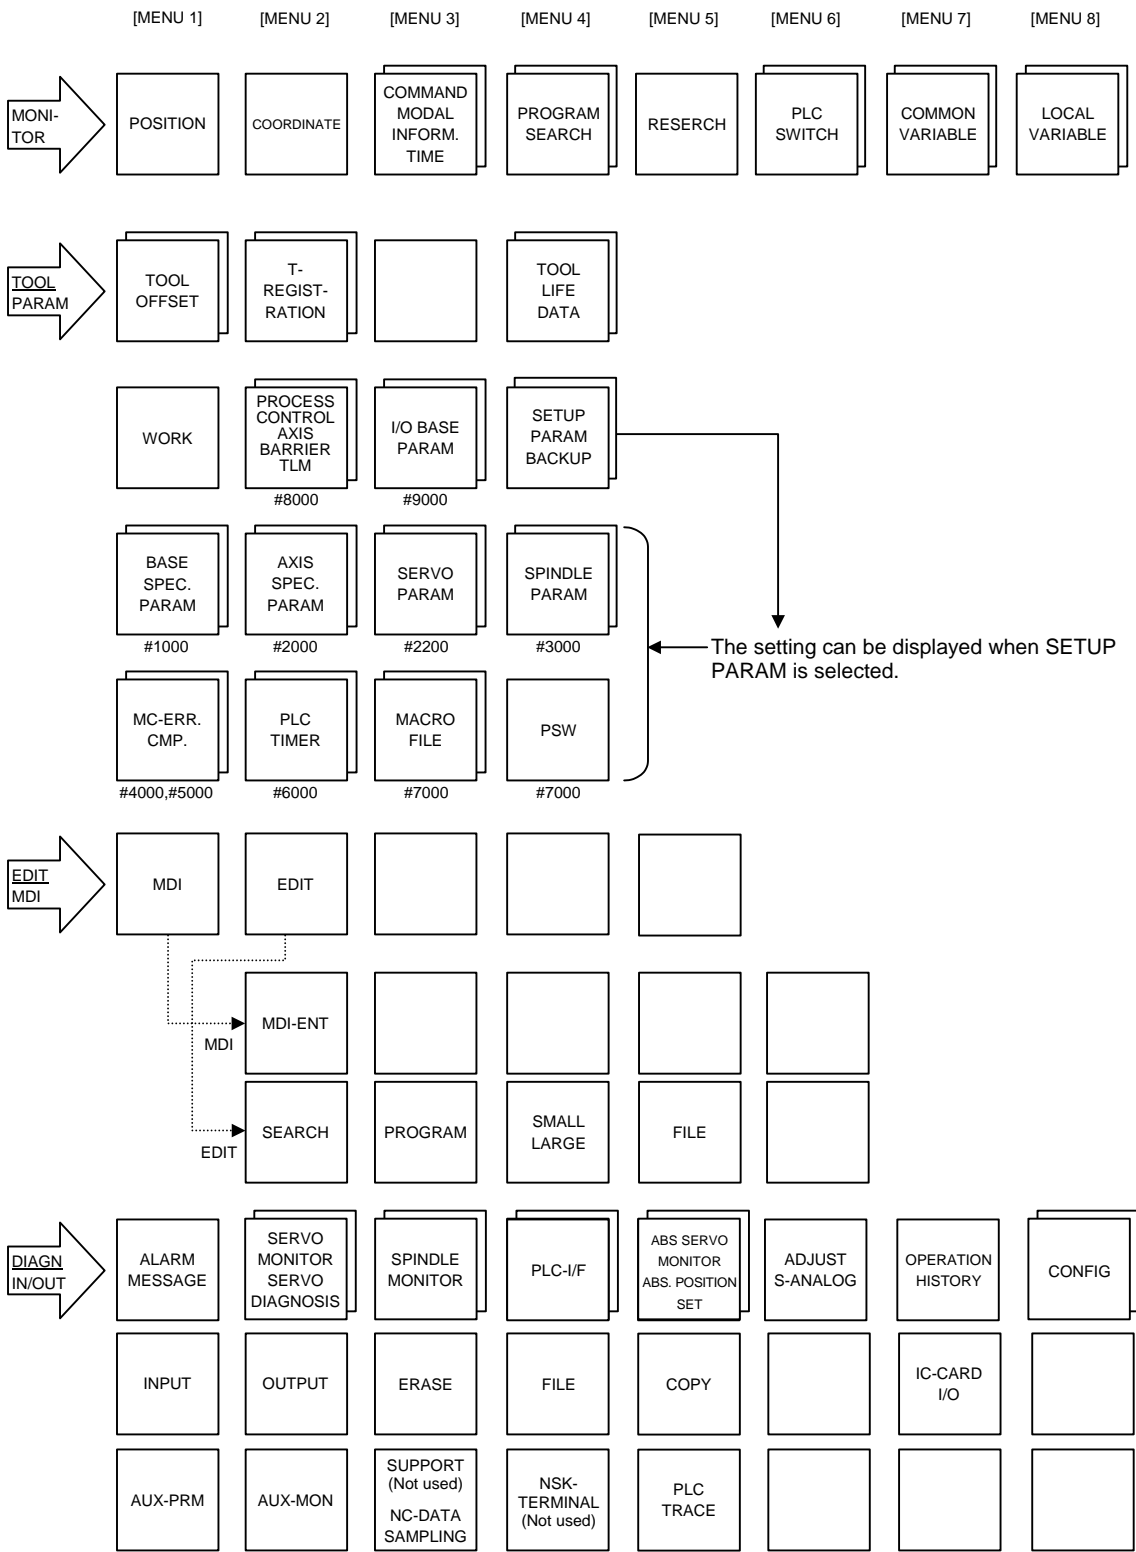 [MENU 1] [MENU 2] [MENU 3] [MENU 4] [MENU 5] [MENU 6] [MENU 7] [MENU 8]
MONI-
TOR
POSITION
COORDINATE
COMMAND
MODAL
INFORM.
TIME
PROGRAM
SEARCH
RESERCH
PLC
SWITCH
COMMON
VARIABLE
LOCAL
VARIABLE
TOOL
PARAM
TOOL
OFFSET
T-
REGIST-
RATION
TOOL
LIFE
DATA
WORK
PROCESS
CONTROL
AXIS
BARRIER
TLM
#8000
I/O BASE
PARAM
#9000
SETUP
PARAM
BACKUP
BASE
SPEC.
PARAM
#1000
AXIS
SPEC.
PARAM
#2000
SERVO
PARAM
#2200
SPINDLE
PARAM
#3000
The setting can be displayed when SETUP
PARAM is selected.
MC-ERR.
CMP.
#4000,#5000
PLC
TIMER
#6000
MACRO
FILE
#7000
PSW
#7000
EDIT
MDI
MDI
EDIT
MDI
MDI-ENT
EDIT
SEARCH
PROGRAM
SMALL
LARGE
FILE
DIAGN
IN/OUT
ALARM
MESSAGE
SERVO
MONITOR
SERVO
DIAGNOSIS
SPINDLE
MONITOR
PLC-I/F
ABS SERVO
MONITOR
ABS. POSITION
SET
ADJUST
S-ANALOG
OPERATION
HISTORY
CONFIG
INPUT
OUTPUT
ERASE
FILE
COPY
IC-CARD
I/O
AUX-PRM
AUX-MON
SUPPORT
(Not used)
NC-DATA
SAMPLING
NSK-
TERMINAL
(Not used)
PLC
TRACE